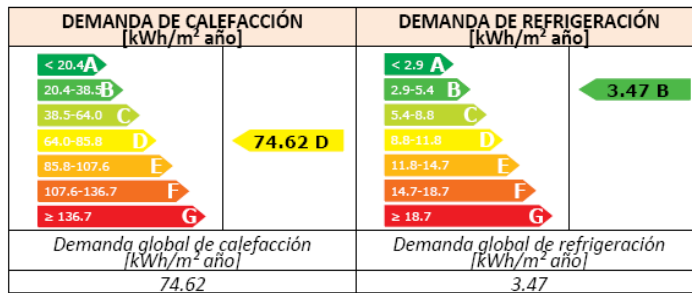 DEMANDA DE CALEFACCIÓN
[kWh/m² año]
< 20.4 A
20.4-38.5 B
38.5-64.0 C
64.0-85.8 D
85.8-107.6 E
107.6-136.7 F
≥ 136.7 G
74.62 D
DEMANDA DE REFRIGERACIÓN
[kWh/m² año]
< 2.9 A
2.9-5.4 B
5.4-8.8 C
8.8-11.8 D
11.8-14.7 E
14.7-18.7 F
≥ 18.7 G
3.47 B
Demanda global de calefacción
[kWh/m² año]
74.62
Demanda global de refrigeración
[kWh/m² año]
3.47